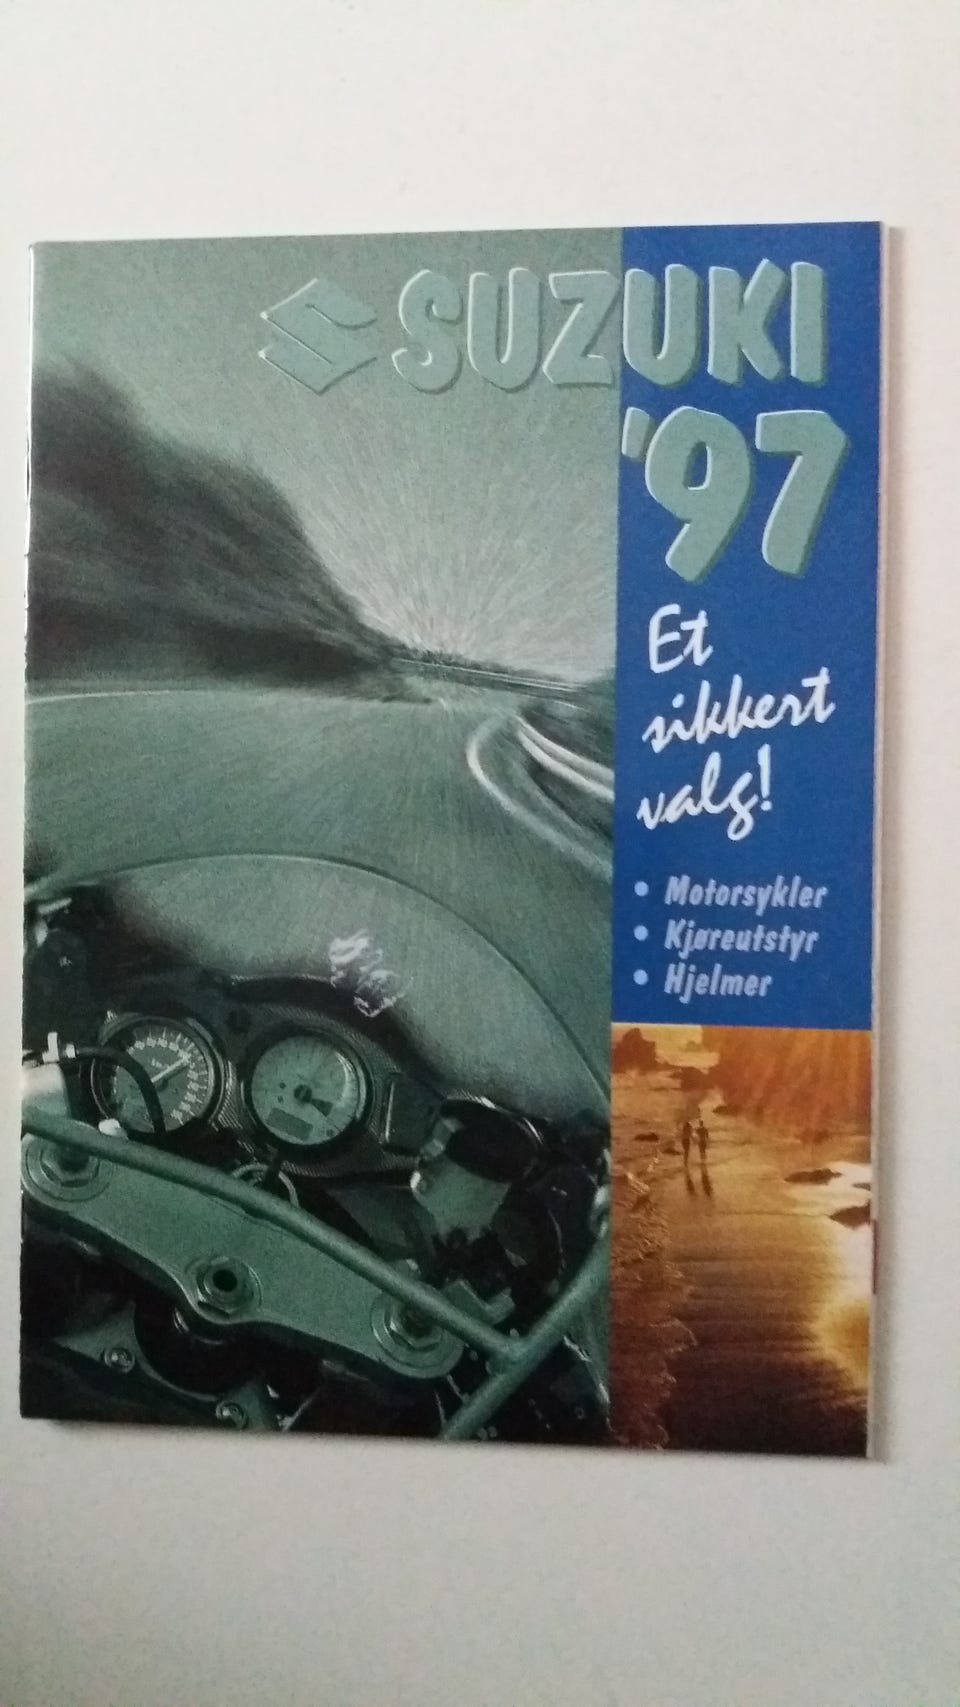 SUZUKI
'97
Et
sikkert
valg!
• Motorsykler
• Kjøreutstyr
• Hjelmer